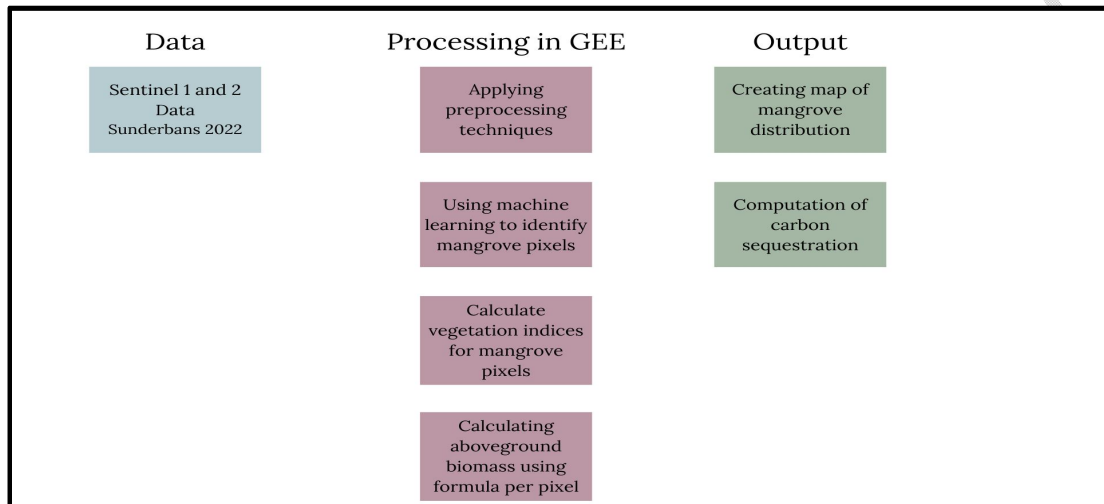 Data
Sentinel 1 and 2
Data
Sunderbans 2022
Processing in GEE
Applying
preprocessing
techniques
Using machine
learning to identify
mangrove pixels
Calculate
vegetation indices
for mangrove
pixels
Calculating
aboveground
biomass using
formula per pixel
Output
Creating map of
mangrove
distribution
Computation of
carbon
sequestration